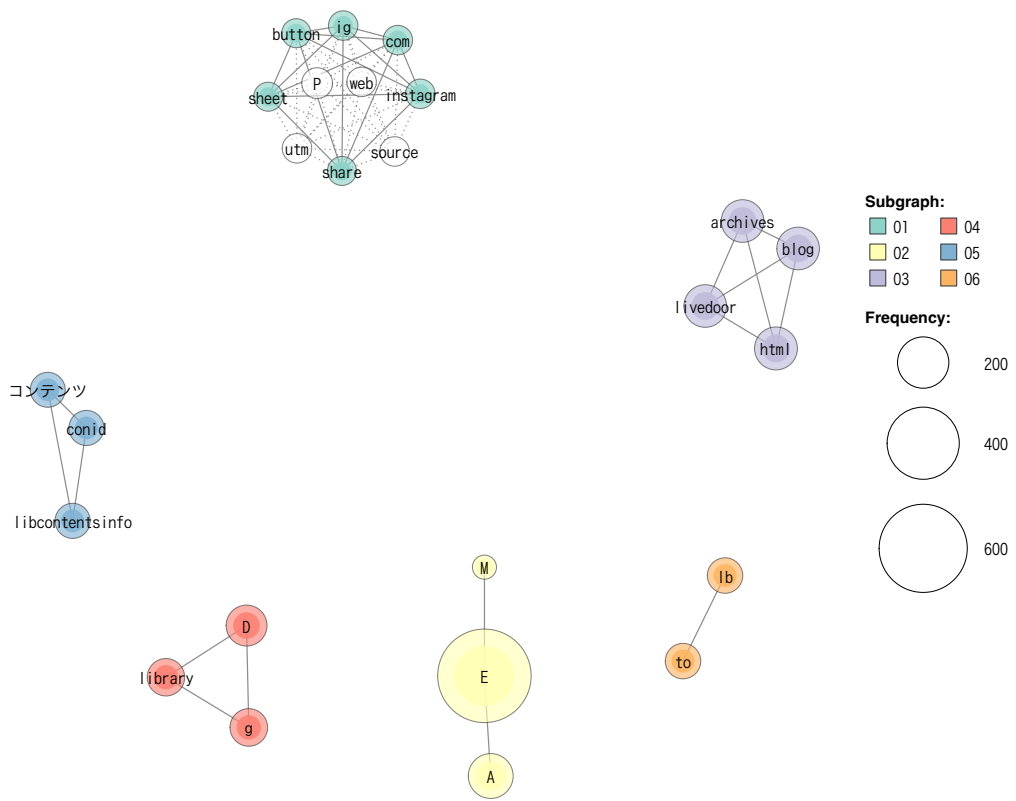 button
ig
com
P
web
sheet
instagram
utm
source
share
archives
blog
livedoor
html
Subgraph:
01 04
02 05
03 06
Frequency:
200
400
600
コンテンツ
conid
libcontentsinfo
M
E
A
lb
to
D
library
g